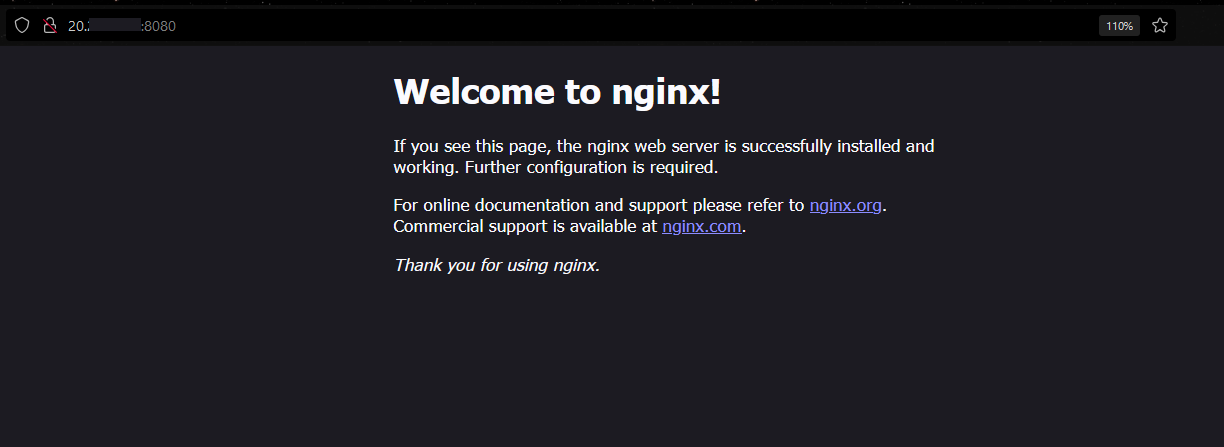 20.:8080
110%
Welcome to nginx!
If you see this page, the nginx web server is successfully installed and
working. Further configuration is required.
For online documentation and support please refer to nginx.org.
Commercial support is available at nginx.com.
Thank you for using nginx.